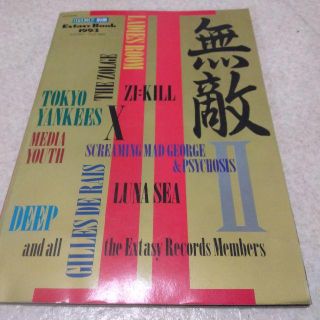 Extasy Book
1993
LADIES ROOM
無敵
II
THE ZOLGE
ZI:KILL
TOKYO
YANKEES
X
MEDIA
YOUTH
SCREAMING MAD GEORGE
& PSYCHOSIS
GILLES DE RAIS
LUNA SEA
DEEP
and all
the Extasy Records Members